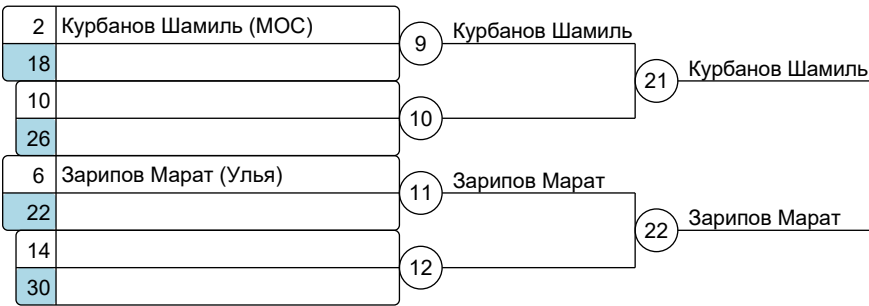 2 Курбанов Шамиль (МОС)
9 Курбанов Шамиль
18
21 Курбанов Шамиль
10
10
26
6 Зарипов Марат (Улья)
11 Зарипов Марат
22
22 Зарипов Марат
14
12
30